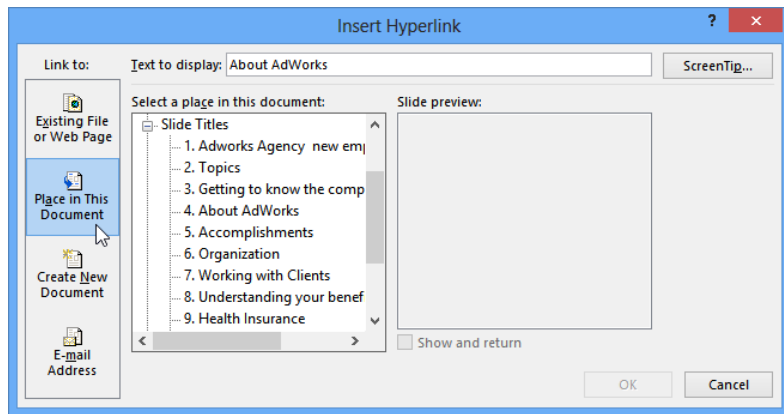 Insert Hyperlink
?
Link to:
Text to display: About AdWorks
ScreenTip...
Existing File
or Web Page
Place in This
Document
Create New
Document
E-mail
Address
Select a place in this document:
Slide Titles
1. Adworks Agency new em
2. Topics
3. Getting to know the comp
4. About AdWorks
5. Accomplishments
6. Organization
7. Working with Clients
8. Understanding your benef
9. Health Insurance
Slide preview:
Show and return
OK
Cancel